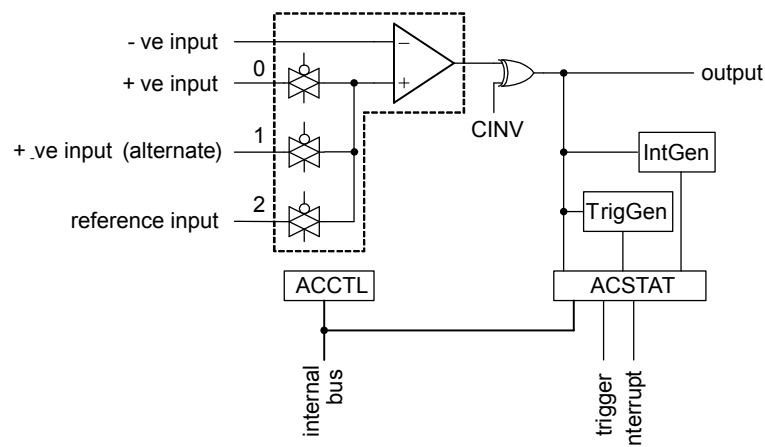 - ve input
+ ve input
0
+ ve input (alternate)
1
reference input
2
−
+
CINV
output
IntGen
TrigGen
ACCTL
ACSTAT
internal
bus
trigger
nterrupt